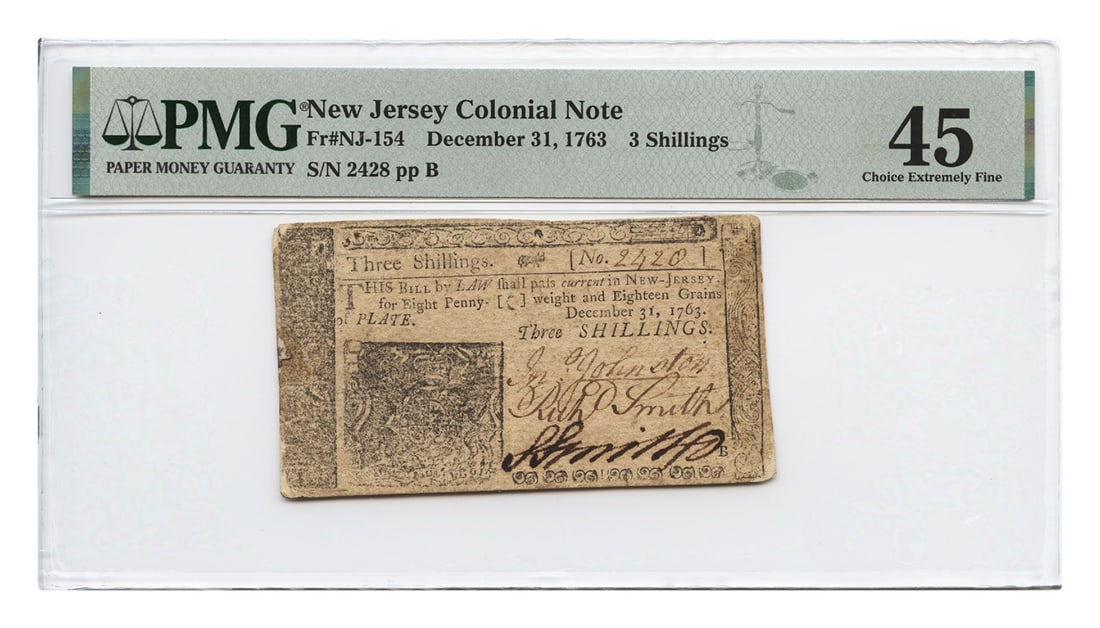 PMG® New Jersey Colonial Note
Fr#NJ-154 December 31, 1763 3 Shillings
PAPER MONEY GUARANTY S/N 2428 pp B
45
Choice Extremely Fine
Three Shillings. [No. 2428]
THIS BILL by LAW shall pass current in NEW-JERSEY,
for Eight Penny-[ ] weight and Eighteen Grains
of PLATE. December 31, 1763.
Three SHILLINGS.
Jn Johnston
Richd Smith
S Smith
B